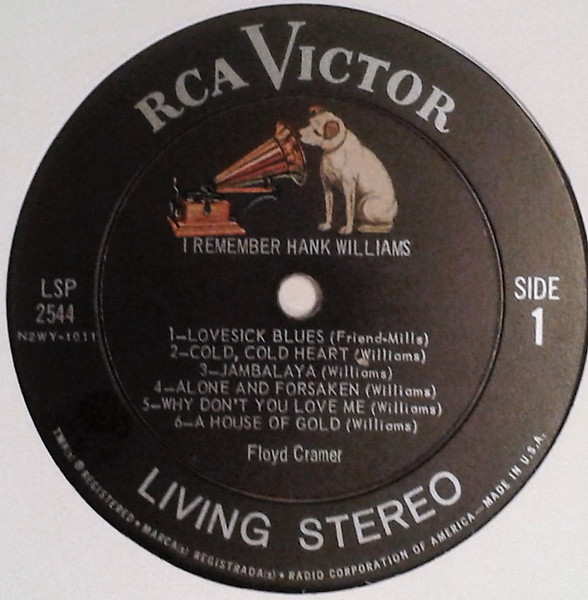 RCA VICTOR
I REMEMBER HANK WILLIAMS
LSP
2544
N2WY-1011
SIDE
1
1—LOVESICK BLUES (Friend-Mills)
2—COLD, COLD HEART (Williams)
3—JAMBALAYA (Williams)
4—ALONE AND FORSAKEN (Williams)
5—WHY DON'T YOU LOVE ME (Williams)
6—A HOUSE OF GOLD (Williams)
Floyd Cramer
LIVING STEREO
TMK(s) ® REGISTERED • MARCA(s) REGISTRADA(s) • RADIO CORPORATION OF AMERICA—MADE IN U.S.A.